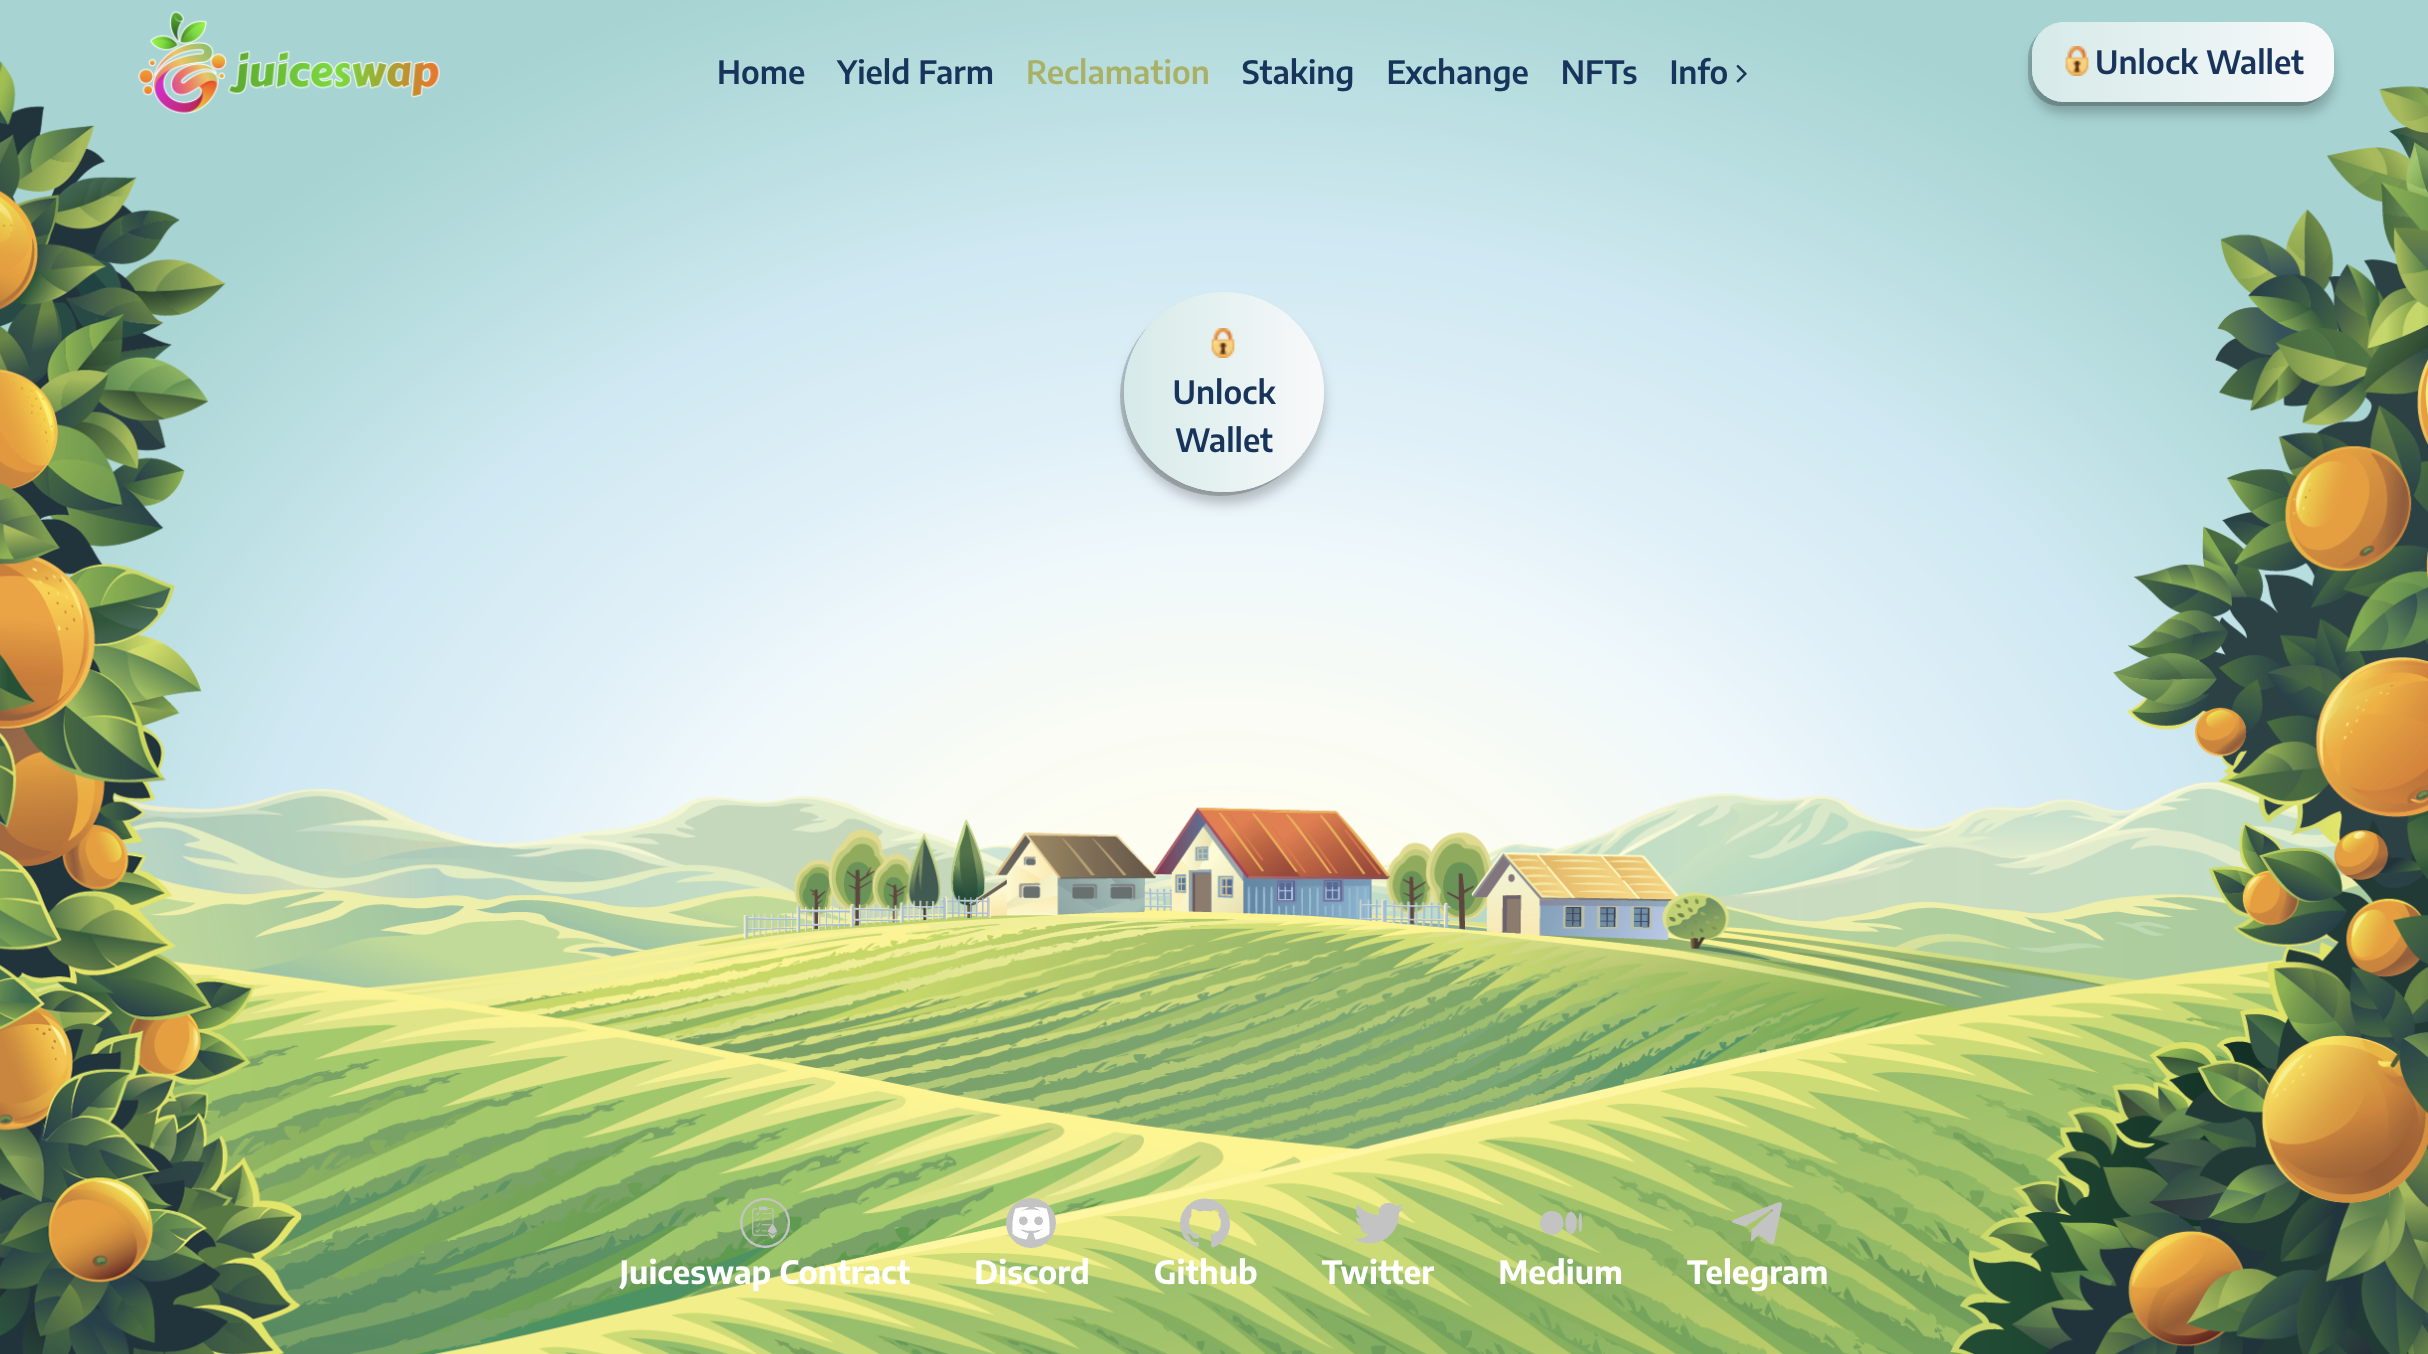 juiceswap
Home Yield Farm Reclamation Staking Exchange NFTs Info
Unlock Wallet
Unlock
Wallet
Juiceswap Contract Discord Github Twitter Medium Telegram